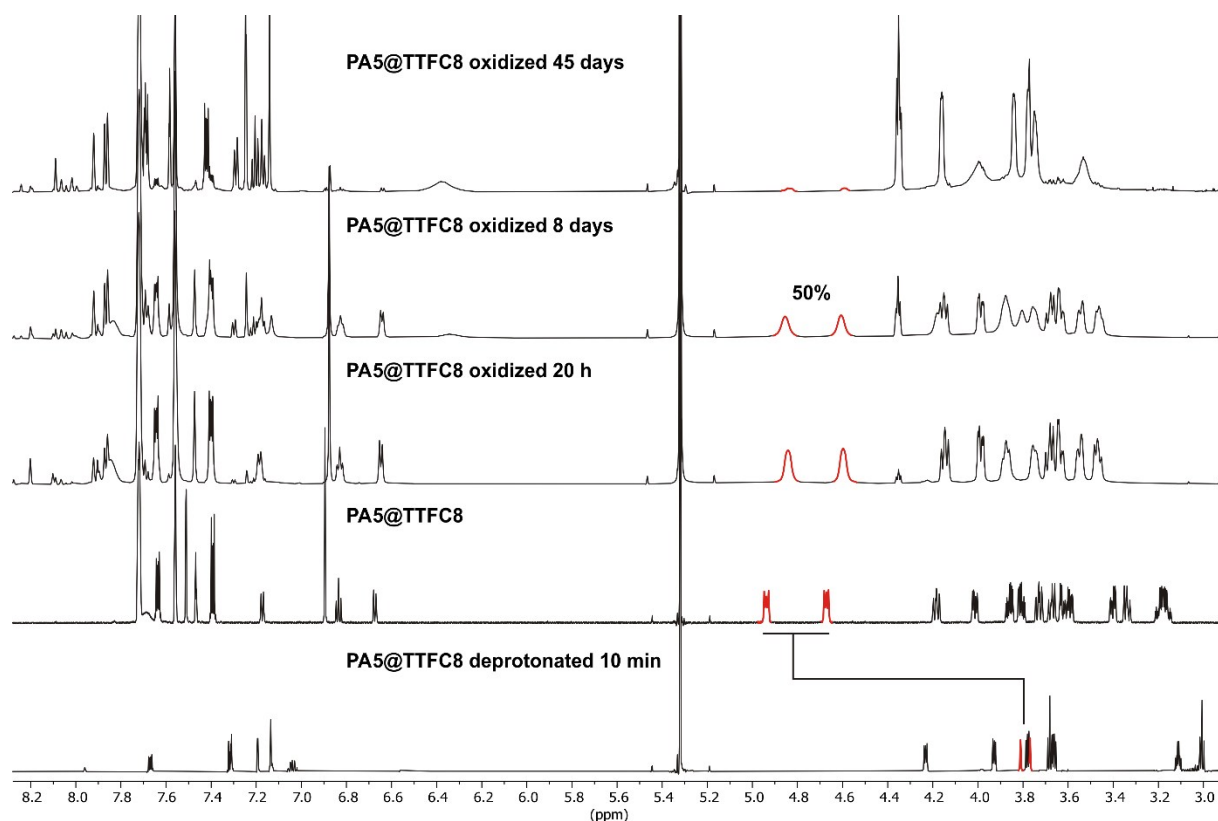 PA5@TTFC8 oxidized 45 days
PA5@TTFC8 oxidized 8 days
50%
PA5@TTFC8 oxidized 20 h
PA5@TTFC8
PA5@TTFC8 deprotonated 10 min
8.2 8.0 7.8 7.6 7.4 7.2 7.0 6.8 6.6 6.4 6.2 6.0 5.8 5.6 5.4 5.2 5.0 4.8 4.6 4.4 4.2 4.0 3.8 3.6 3.4 3.2 3.0
(ppm)